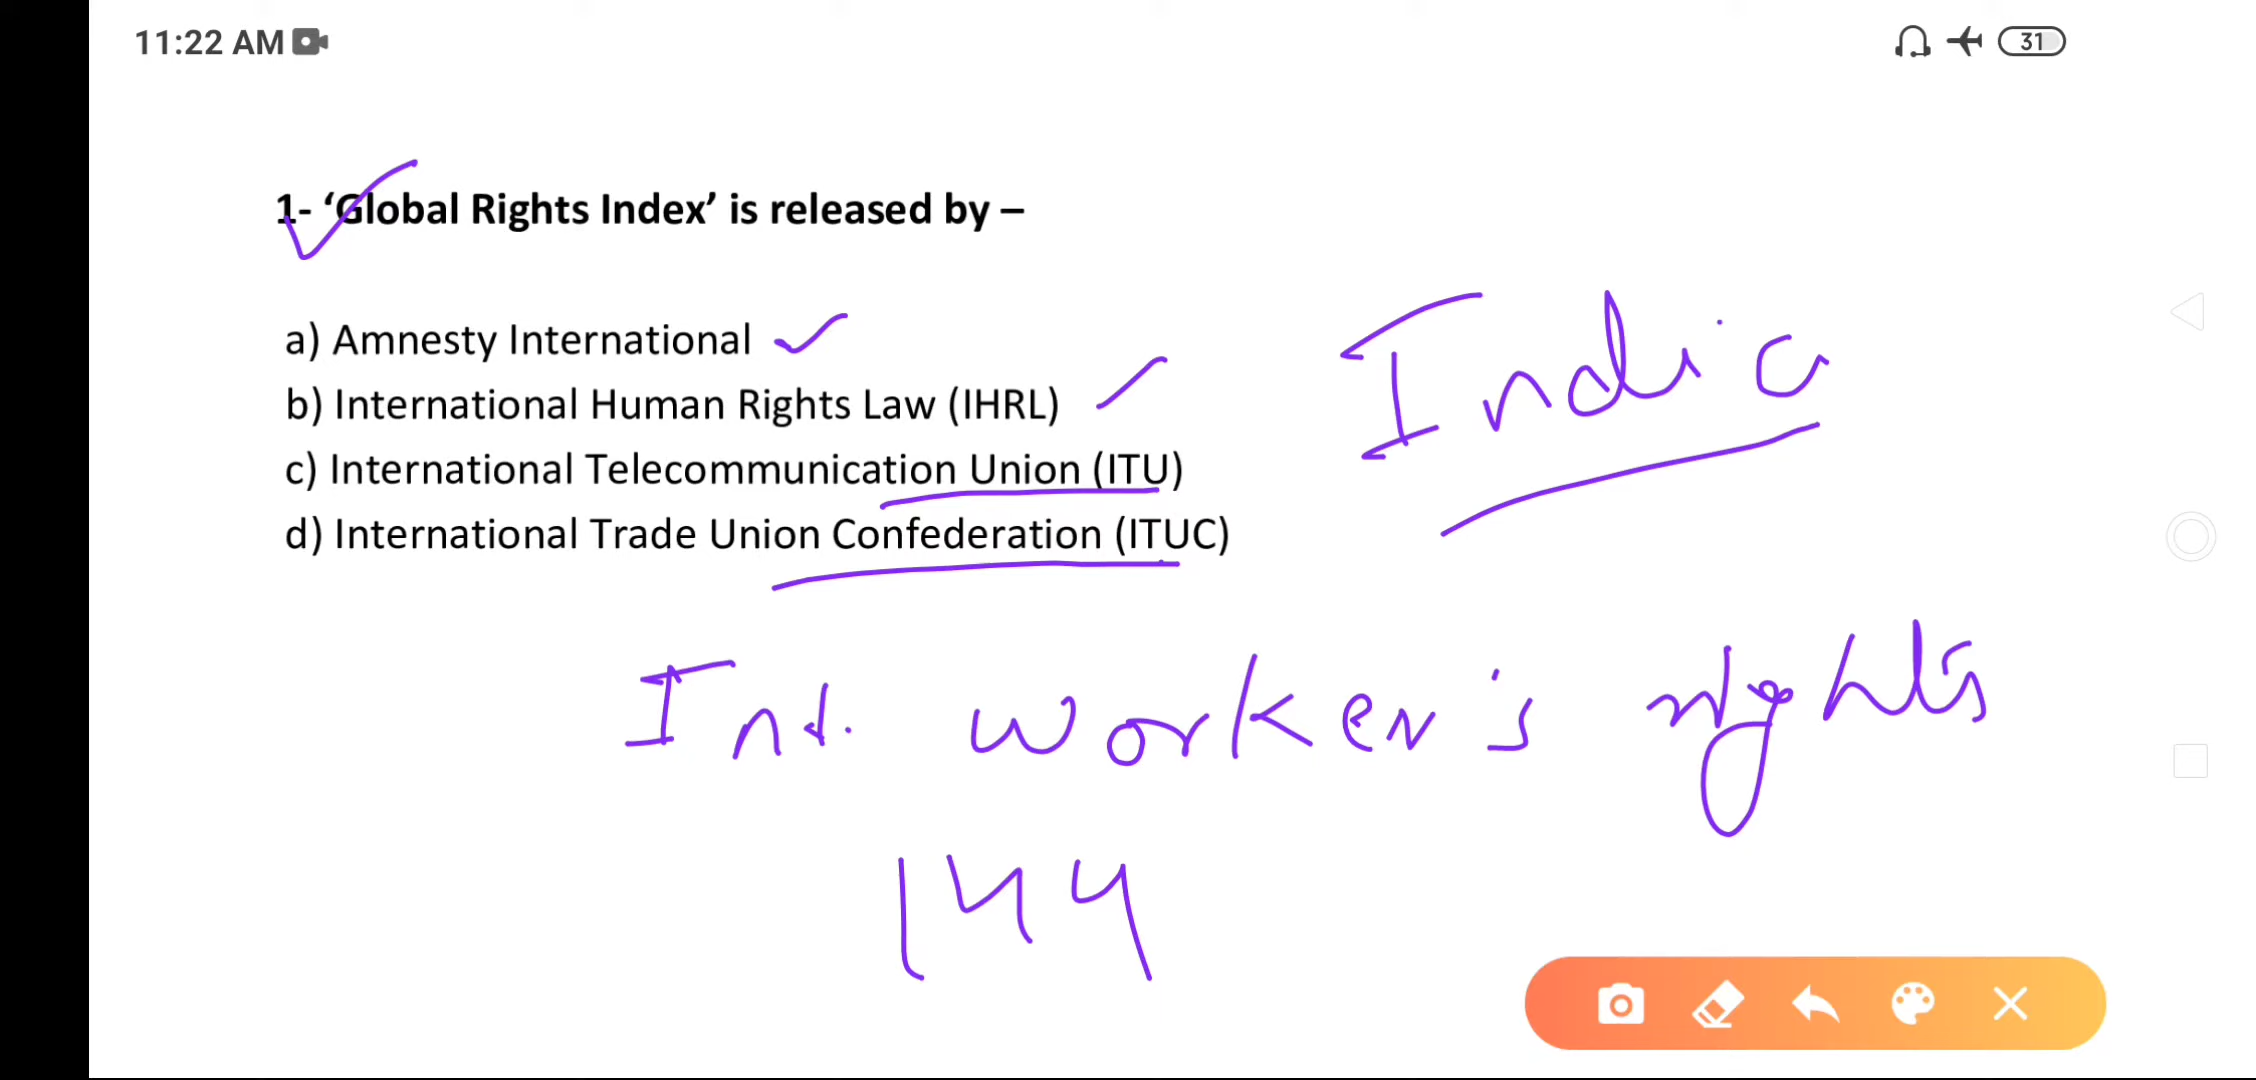 11:22 AM
31
1- ‘Global Rights Index’ is released by –
a) Amnesty International
b) International Human Rights Law (IHRL)
c) International Telecommunication Union (ITU)
d) International Trade Union Confederation (ITUC)
India
Int. worker's rights
144